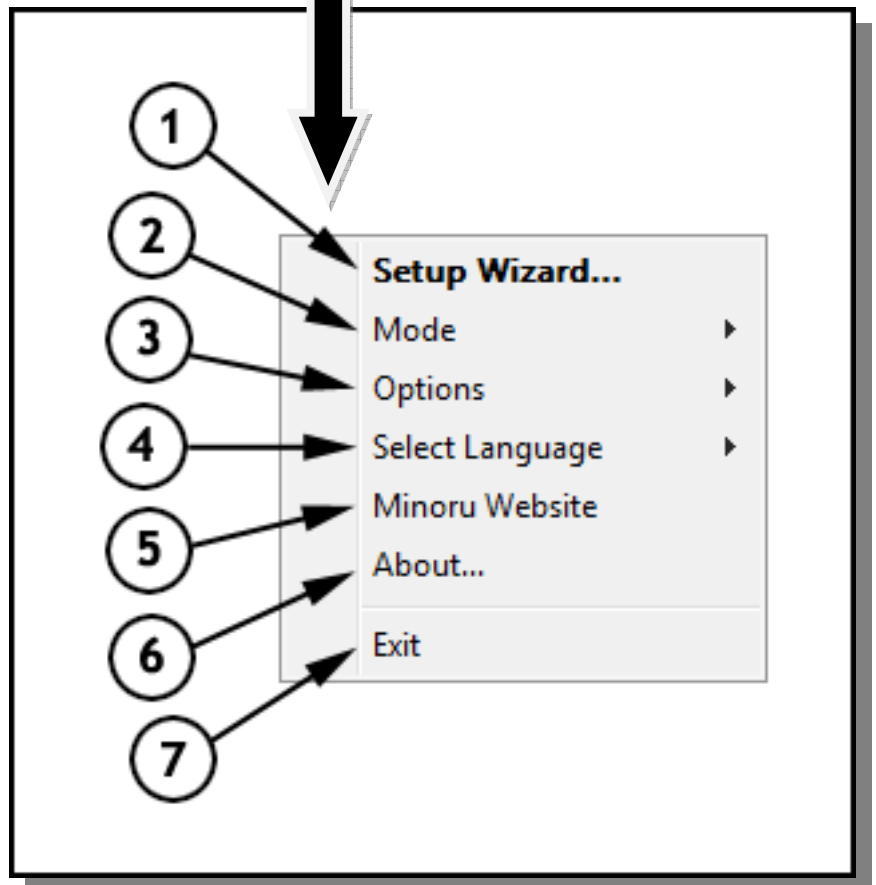 1
Setup Wizard...
2
Mode
3
Options
4
Select Language
5
Minoru Website
6
About...
7
Exit